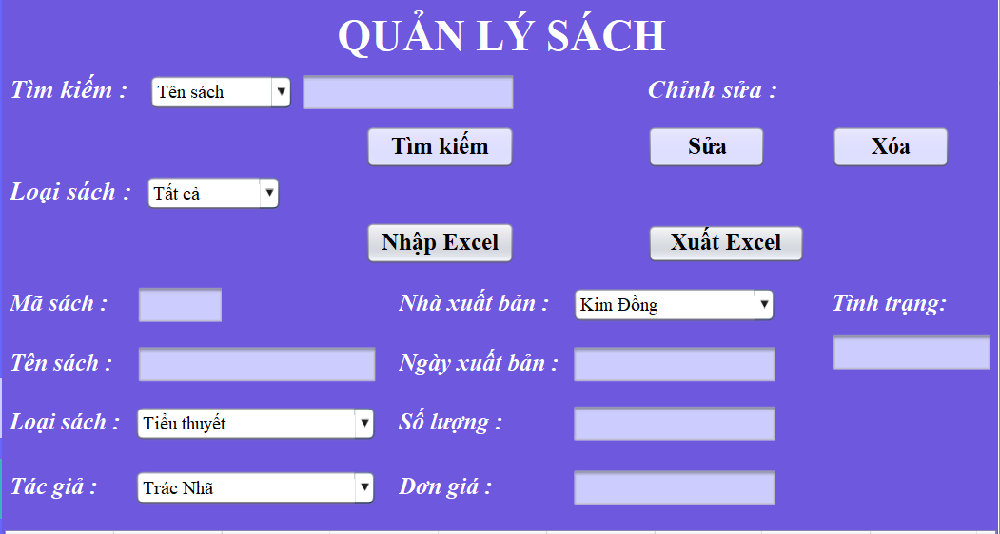 QUẢN LÝ SÁCH
Tìm kiếm : Tên sách Chỉnh sửa :
Tìm kiếm Sửa Xóa
Loại sách : Tất cả
Nhập Excel Xuất Excel
Mã sách : Nhà xuất bản : Kim Đồng Tình trạng:
Tên sách : Ngày xuất bản :
Loại sách : Tiểu thuyết Số lượng :
Tác giả : Trác Nhã Đơn giá :